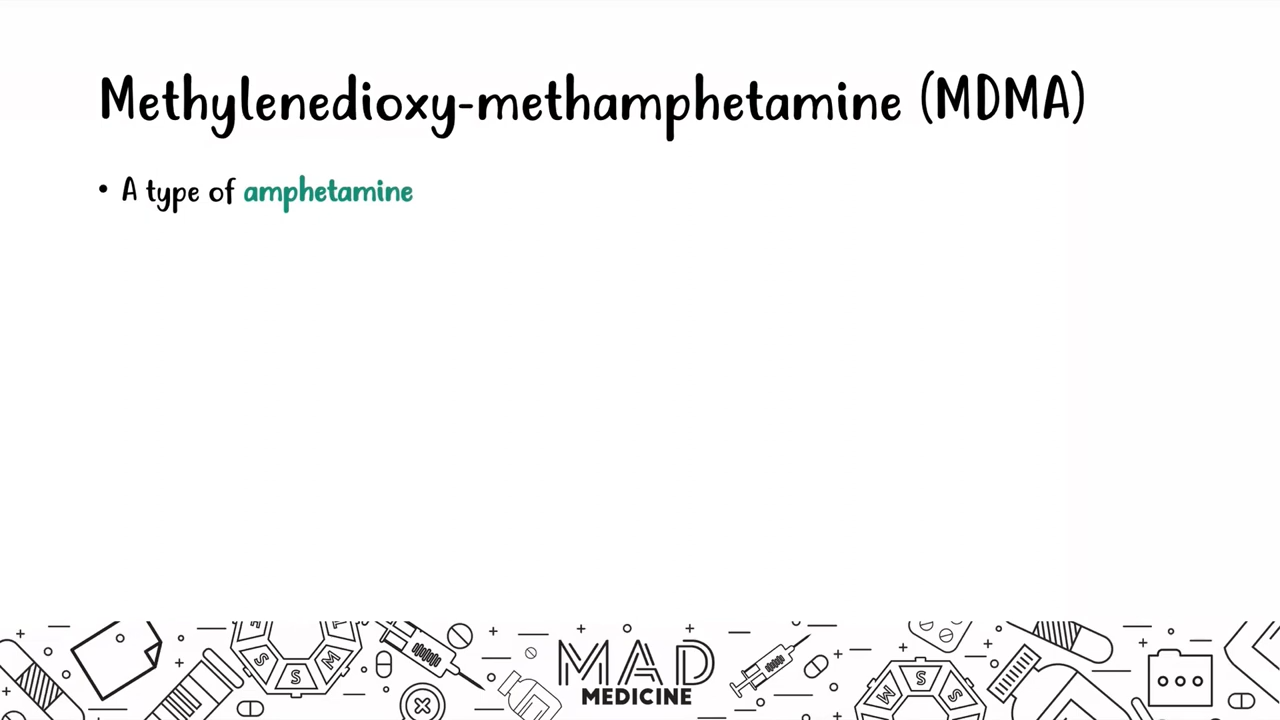 Methylenedioxy-methamphetamine (MDMA)
• A type of amphetamine
S
S
M
MAD
MEDICINE
M
S
S